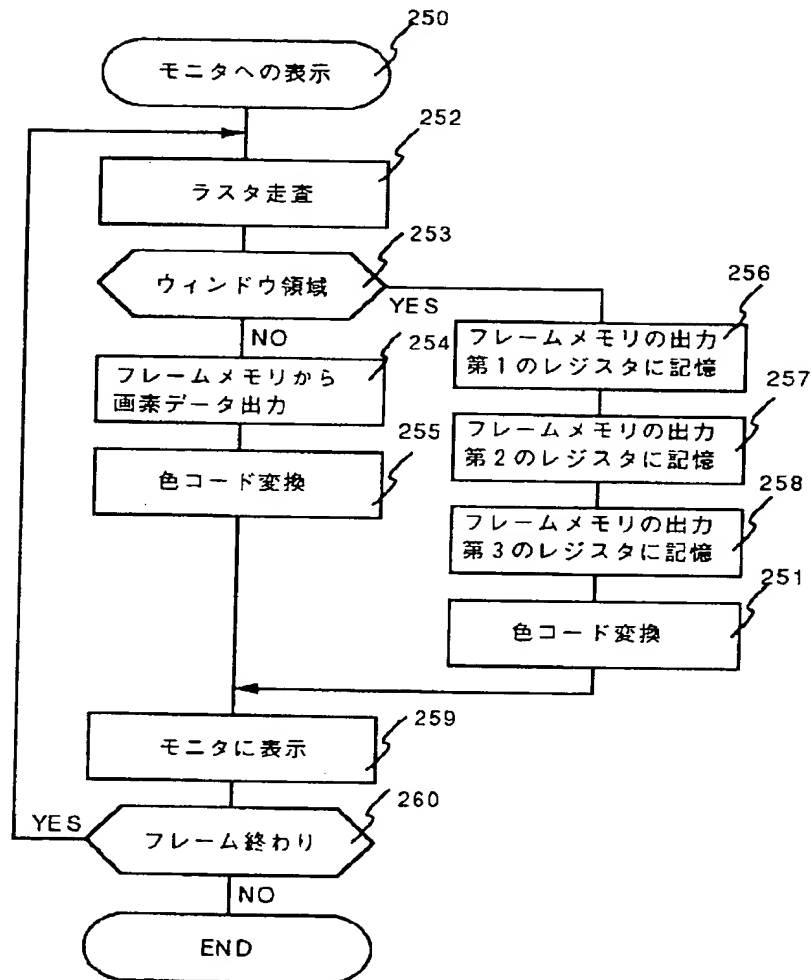 250
モニタへの表示
252
ラスタ走査
253
ウィンドウ領域
YES
NO
254
フレームメモリから
画素データ出力
255
色コード変換
256
フレームメモリの出力
第1のレジスタに記憶
257
フレームメモリの出力
第2のレジスタに記憶
258
フレームメモリの出力
第3のレジスタに記憶
251
色コード変換
259
モニタに表示
260
フレーム終わり
YES
NO
END